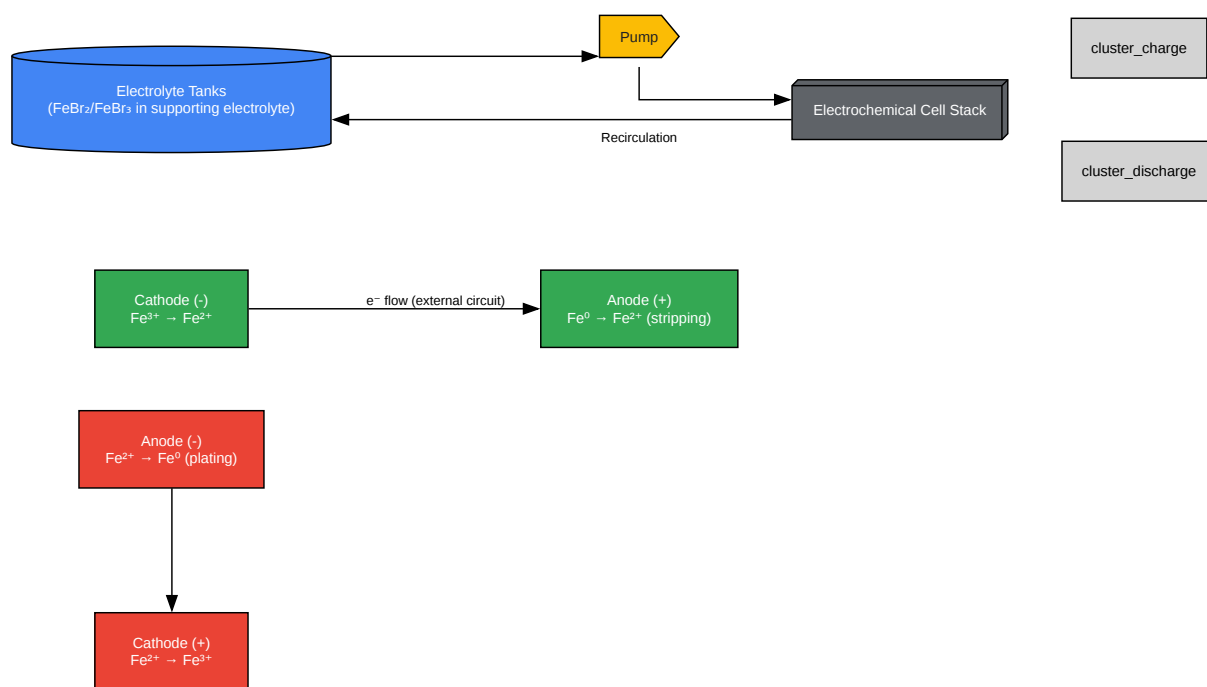 Pump
cluster_charge
Electrolyte Tanks
(FeBr₂/FeBr₃ in supporting electrolyte)
Electrochemical Cell Stack
Recirculation
cluster_discharge
Cathode (-)
Fe³⁺ → Fe²⁺
e⁻ flow (external circuit)
Anode (+)
Fe⁰ → Fe²⁺ (stripping)
Anode (-)
Fe²⁺ → Fe⁰ (plating)
Cathode (+)
Fe²⁺ → Fe³⁺